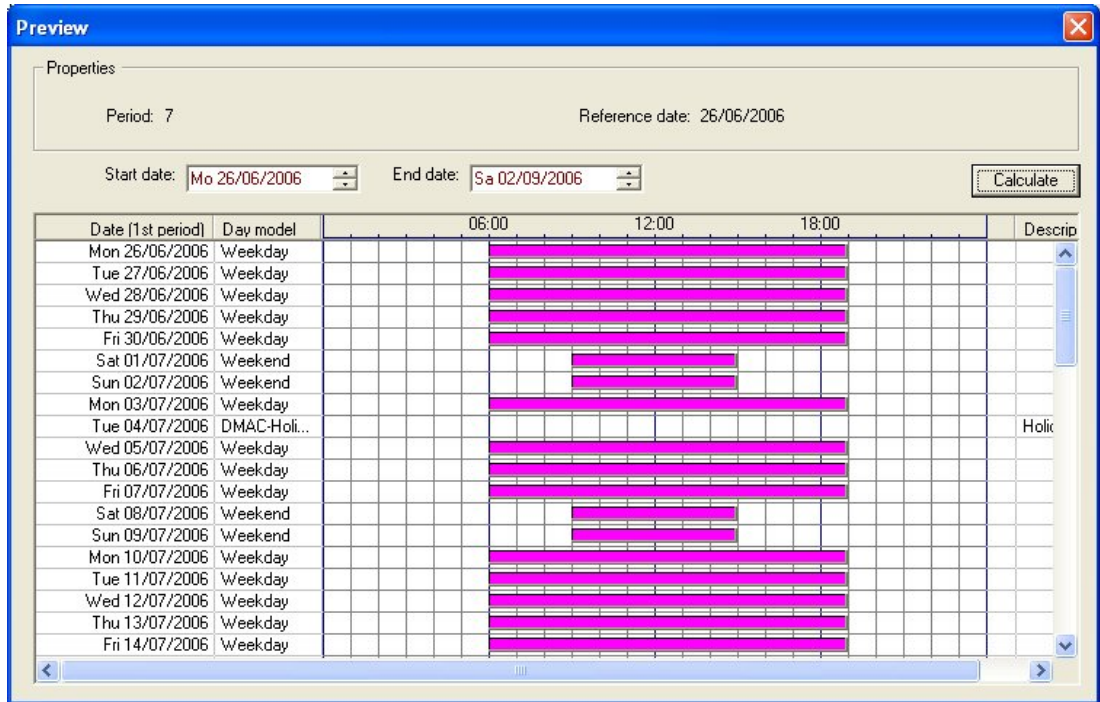 Preview
Properties
Period: 7 Reference date: 26/06/2006
Start date: Mo 26/06/2006 End date: Sa 02/09/2006 Calculate
Date (1st period) Day model 06:00 12:00 18:00 Descrip
Mon 26/06/2006 Weekday
Tue 27/06/2006 Weekday
Wed 28/06/2006 Weekday
Thu 29/06/2006 Weekday
Fri 30/06/2006 Weekday
Sat 01/07/2006 Weekend
Sun 02/07/2006 Weekend
Mon 03/07/2006 Weekday
Tue 04/07/2006 DMAC-Holi... Holid
Wed 05/07/2006 Weekday
Thu 06/07/2006 Weekday
Fri 07/07/2006 Weekday
Sat 08/07/2006 Weekend
Sun 09/07/2006 Weekend
Mon 10/07/2006 Weekday
Tue 11/07/2006 Weekday
Wed 12/07/2006 Weekday
Thu 13/07/2006 Weekday
Fri 14/07/2006 Weekday